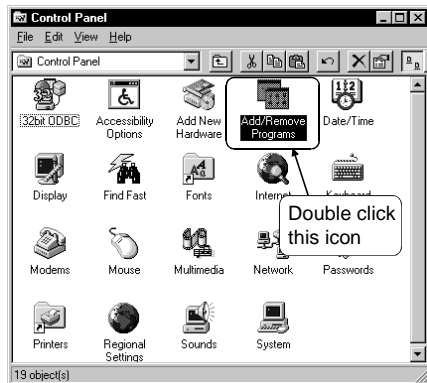 Control Panel
File Edit View Help
Control Panel
32bit ODBC
Accessibility
Options
Add New
Hardware
Add/Remove
Programs
Date/Time
Display
Find Fast
Fonts
Internet
Keyboard
Double click
this icon
Modems
Mouse
Multimedia
Network
Passwords
Printers
Regional
Settings
Sounds
System
19 object(s)